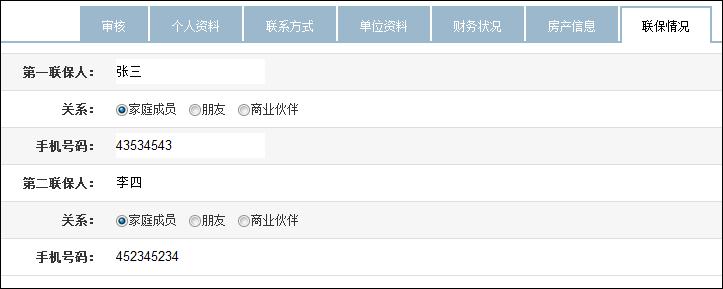 审核 个人资料 联系方式 单位资料 财务状况 房产信息 联保情况
第一联保人： 张三
关系： 家庭成员 朋友 商业伙伴
手机号码： 43534543
第二联保人： 李四
关系： 家庭成员 朋友 商业伙伴
手机号码： 452345234